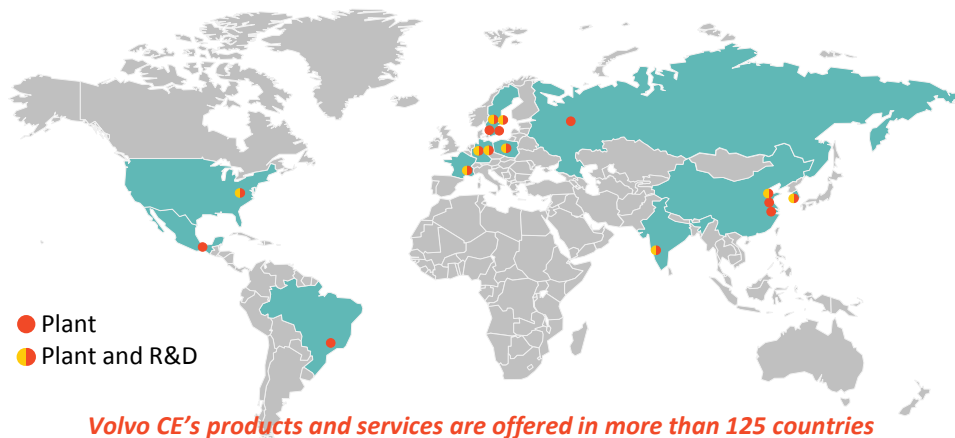 Plant
Plant and R&D
Volvo CE’s products and services are offered in more than 125 countries